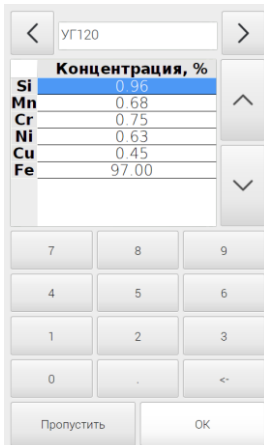 УГ120
Концентрация, %
Si 0.96
Mn 0.68
Cr 0.75
Ni 0.63
Cu 0.45
Fe 97.00
7 8 9
4 5 6
1 2 3
0 . <-
Пропустить OK